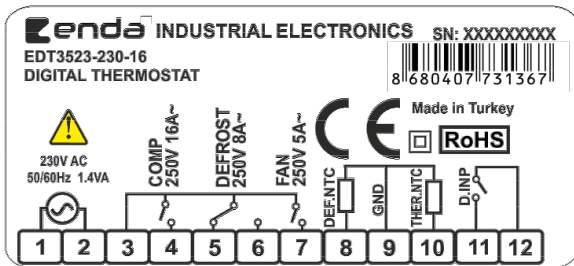 enda INDUSTRIAL ELECTRONICS
SN: XXXXXXXXX
EDT3523-230-16
DIGITAL THERMOSTAT
8 680407 731367
Made in Turkey
CE
RoHS
230V AC
50/60Hz 1.4VA
COMP
250V 16A~
DEFROST
250V 8A~
FAN
250V 5A~
DEF.NTC
GND
THER.NTC
D.INP
1 2 3 4 5 6 7 8 9 10 11 12